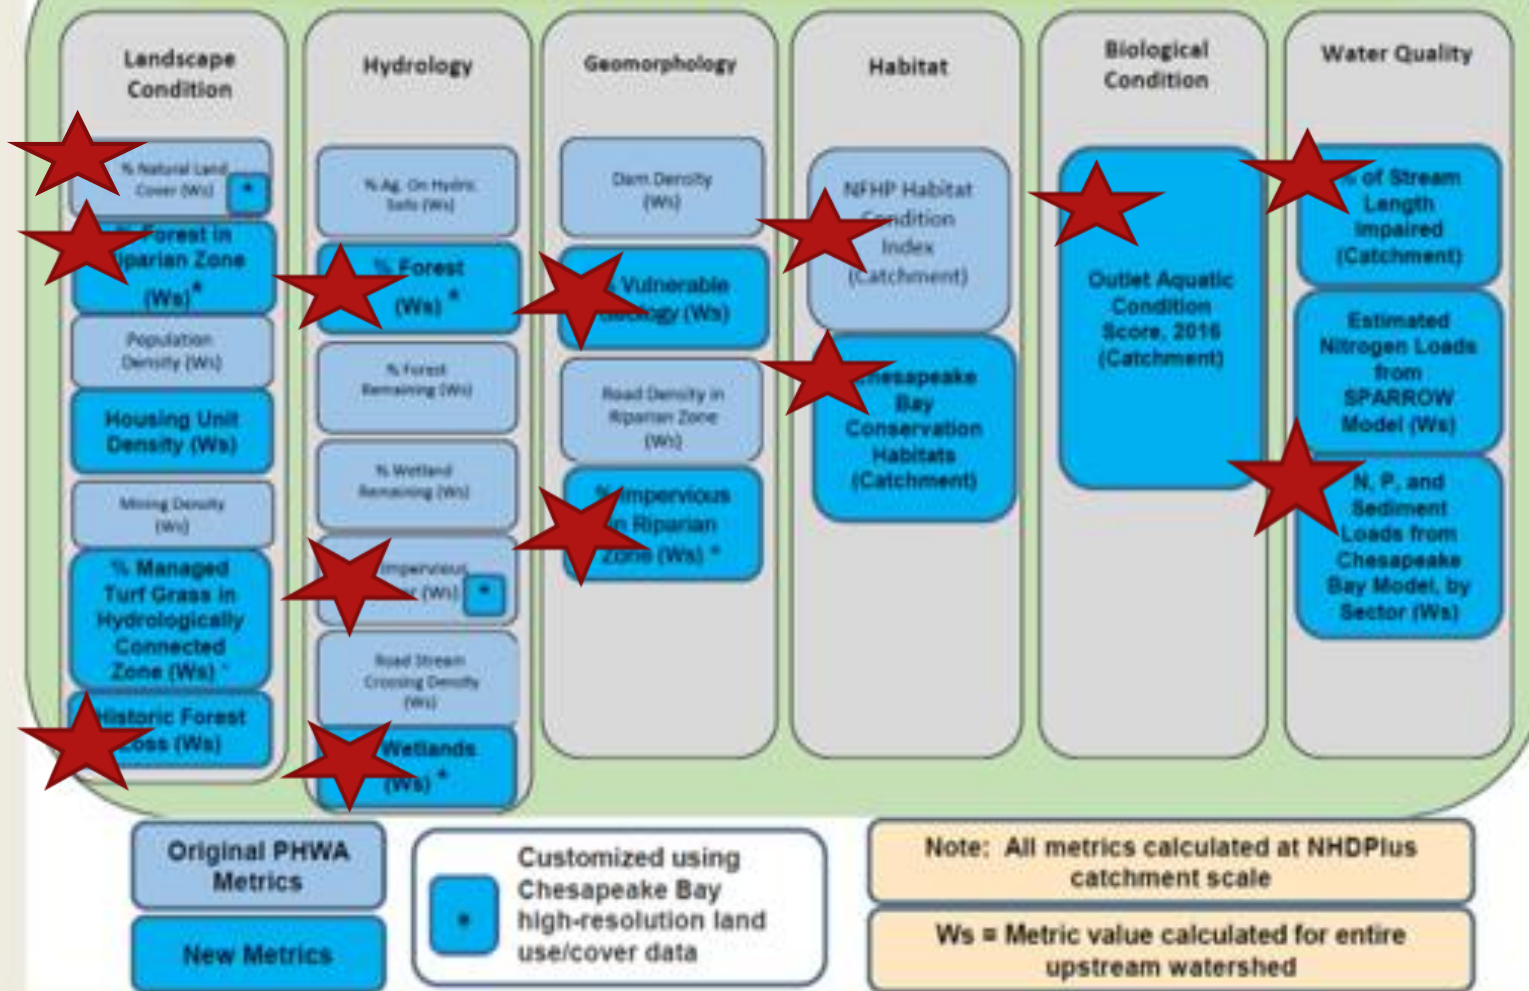 Landscape
Condition
% Natural Land
Cover (Ws)
*
% Forest in
Riparian Zone
(Ws)*
Population
Density (Ws)
Housing Unit
Density (Ws)
Mining Density
(Ws)
% Managed
Turf Grass in
Hydrologically
Connected
Zone (Ws) *
Historic Forest
Loss (Ws)
Hydrology
% Ag. On Hydric
Soils (Ws)
% Forest
(Ws) *
% Forest
Remaining (Ws)
% Wetland
Remaining (Ws)
Impervious
(Ws)
*
Road Stream
Crossing Density
(Ws)
Wetlands
(Ws) *
Geomorphology
Dam Density
(Ws)
% Vulnerable
Geology (Ws)
Road Density in
Riparian Zone
(Ws)
% Impervious
in Riparian
Zone (Ws) *
Habitat
NFHP Habitat
Condition
Index
(Catchment)
Chesapeake
Bay
Conservation
Habitats
(Catchment)
Biological
Condition
Outlet Aquatic
Condition
Score, 2016
(Catchment)
Water Quality
% of Stream
Length
Impaired
(Catchment)
Estimated
Nitrogen Loads
from
SPARROW
Model (Ws)
N, P, and
Sediment
Loads from
Chesapeake
Bay Model, by
Sector (Ws)
Original PHWA
Metrics
New Metrics
*
Customized using
Chesapeake Bay
high-resolution land
use/cover data
Note: All metrics calculated at NHDPlus
catchment scale
Ws = Metric value calculated for entire
upstream watershed